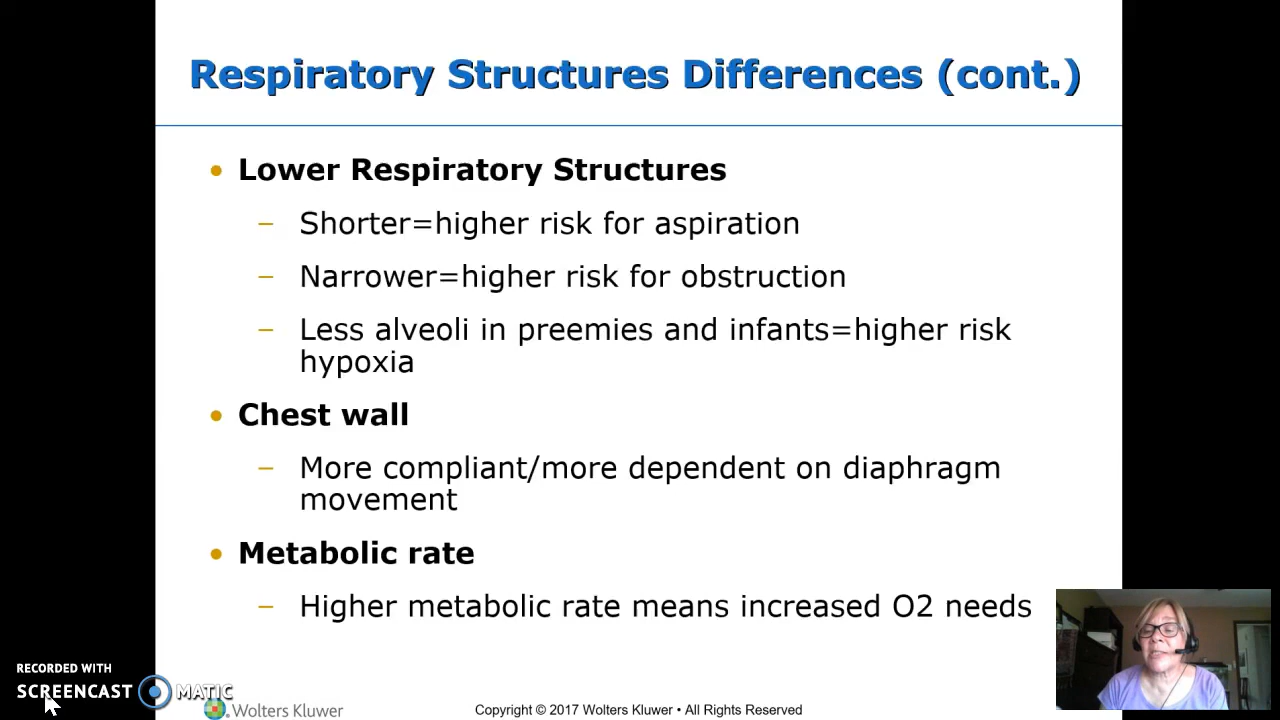 Respiratory Structures Differences (cont.)
• Lower Respiratory Structures
– Shorter=higher risk for aspiration
– Narrower=higher risk for obstruction
– Less alveoli in preemies and infants=higher risk
hypoxia
• Chest wall
– More compliant/more dependent on diaphragm
movement
• Metabolic rate
– Higher metabolic rate means increased O2 needs
RECORDED WITH
SCREENCAST MATIC
Wolters Kluwer
Copyright © 2017 Wolters Kluwer • All Rights Reserved